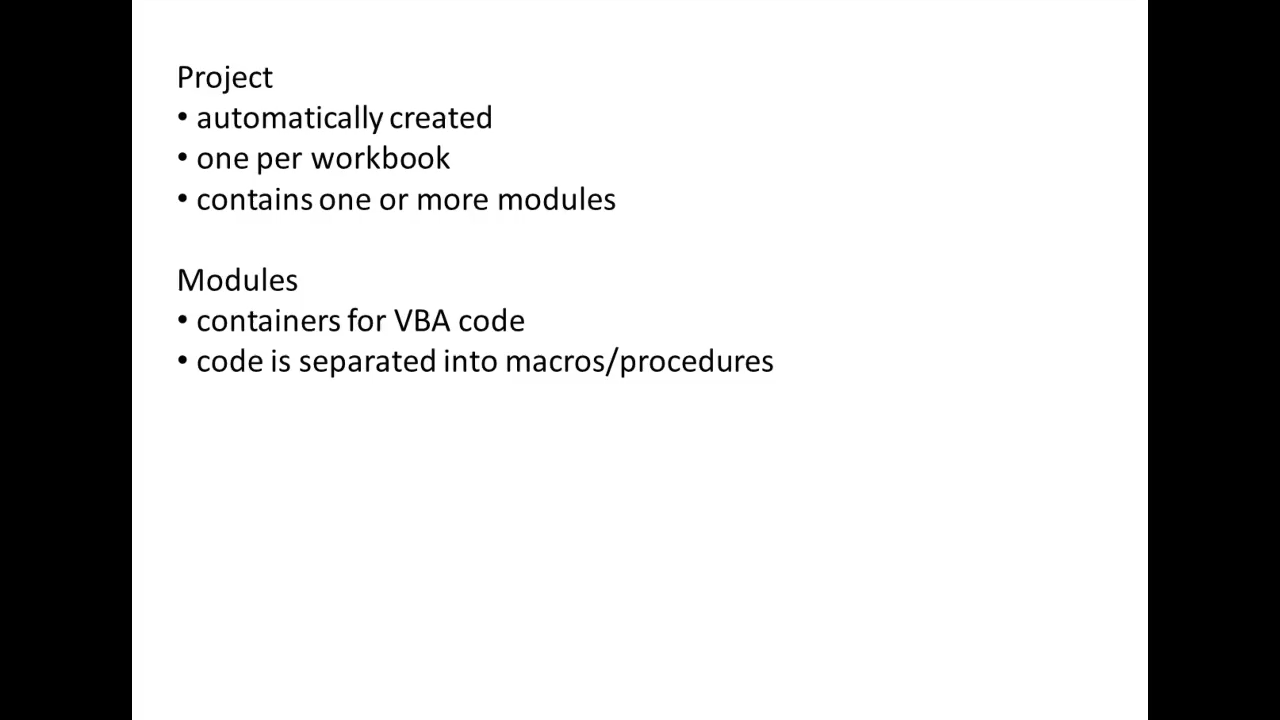 Project
• automatically created
• one per workbook
• contains one or more modules
Modules
• containers for VBA code
• code is separated into macros/procedures